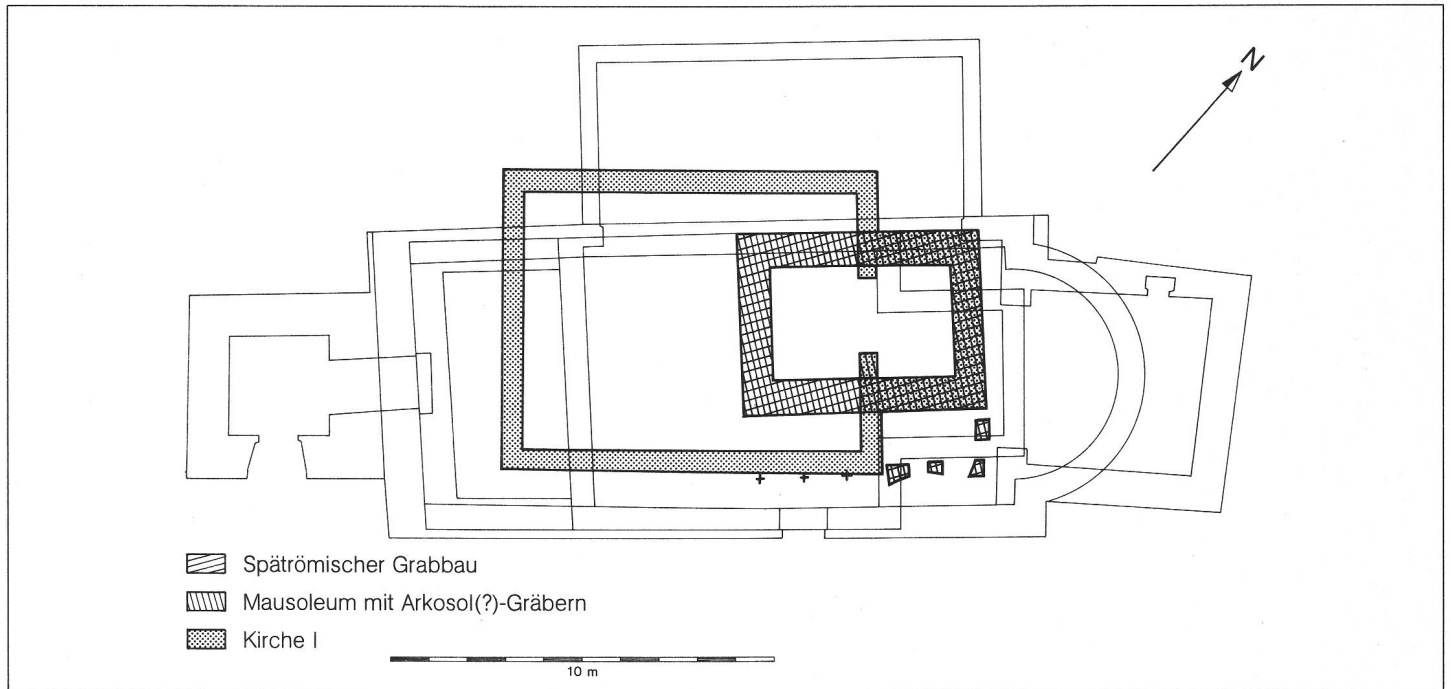 N
Spätrömischer Grabbau
Mausoleum mit Arkosol(?)-Gräbern
Kirche I
10 m